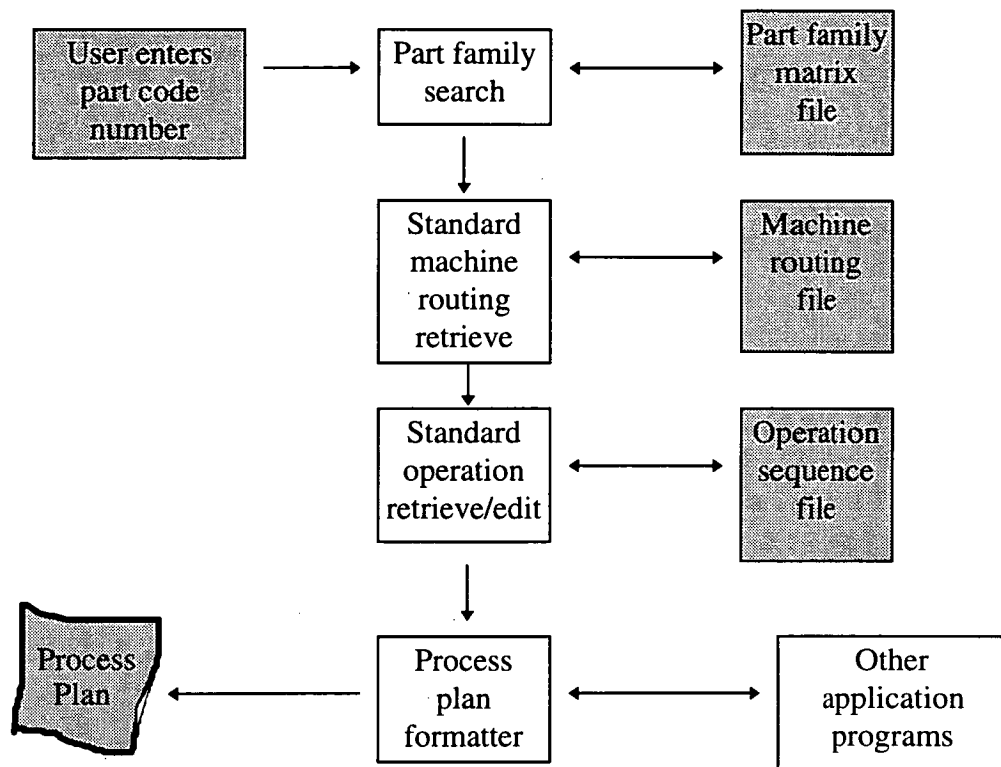 User enters
part code
number
Part family
search
Part family
matrix
file
Standard
machine
routing
retrieve
Machine
routing
file
Standard
operation
retrieve/edit
Operation
sequence
file
Process
Plan
Process
plan
formatter
Other
application
programs